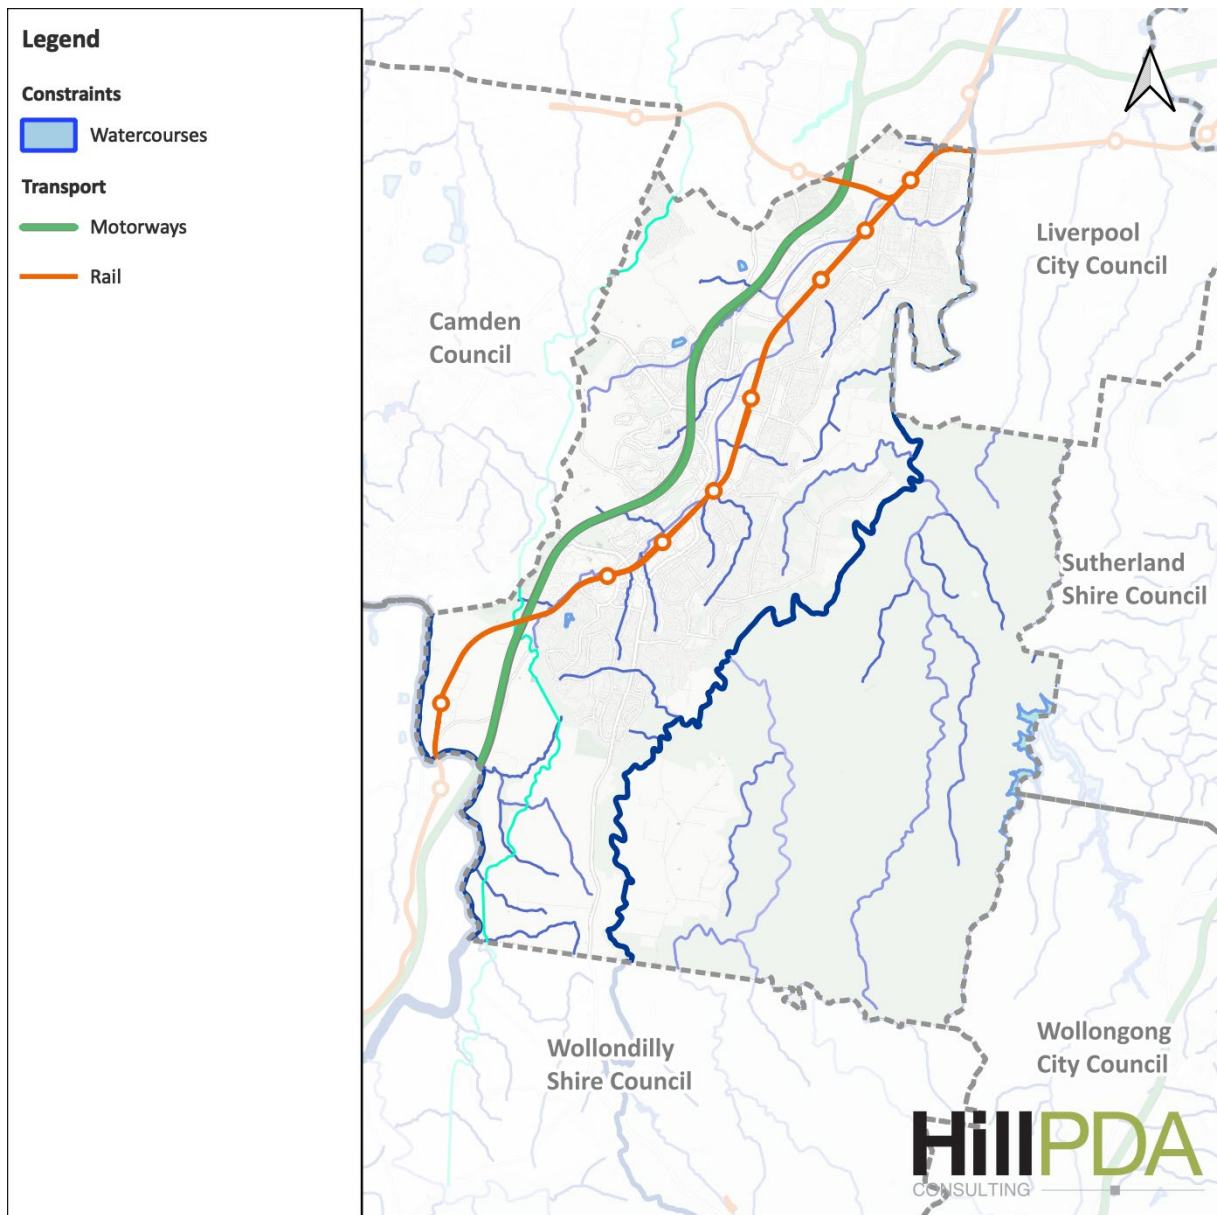 Legend
Constraints
Watercourses
Transport
Motorways
Rail
Liverpool
City Council
Camden
Council
Sutherland
Shire Council
Wollondilly
Shire Council
Wollongong
City Council
HillPDA
CONSULTING